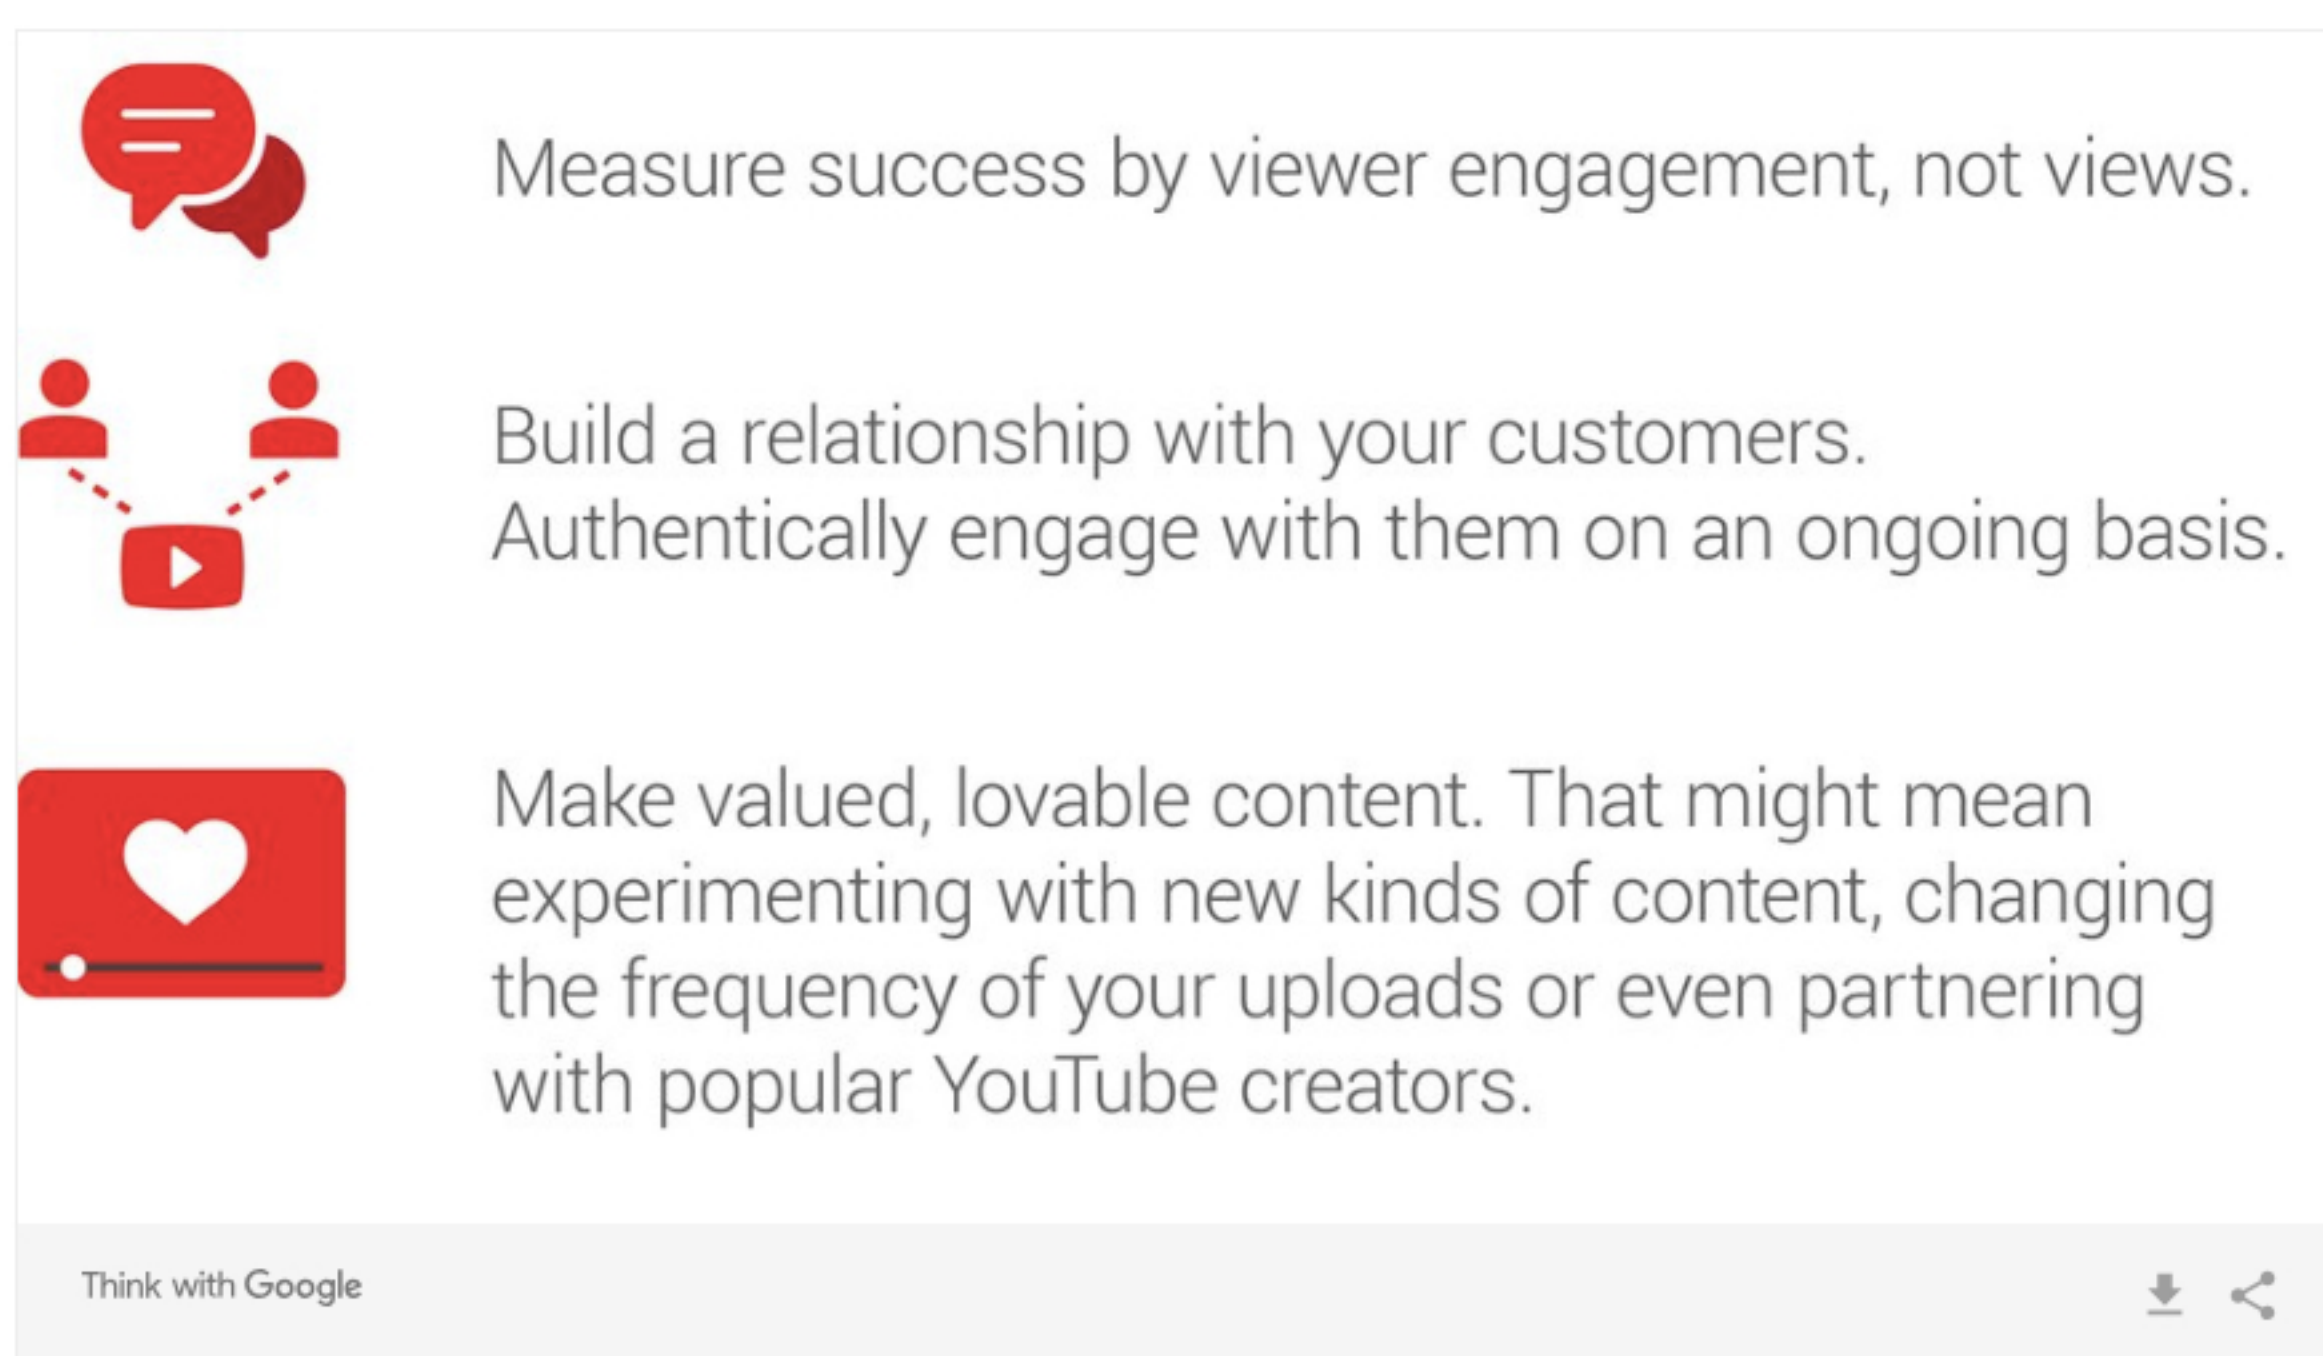 Measure success by viewer engagement, not views.
Build a relationship with your customers.
Authentically engage with them on an ongoing basis.
Make valued, lovable content. That might mean
experimenting with new kinds of content, changing
the frequency of your uploads or even partnering
with popular YouTube creators.
Think with Google